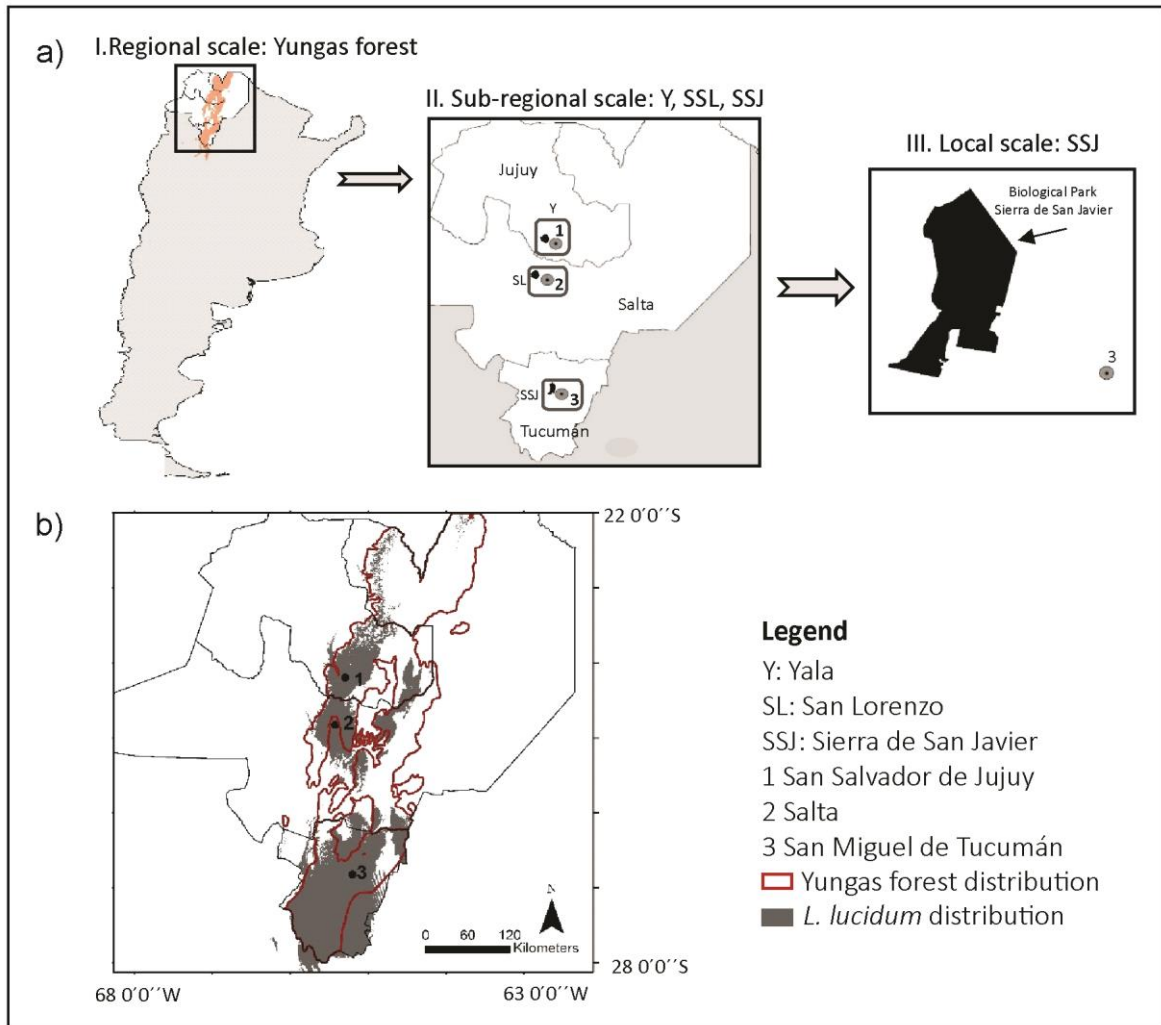 a)
I.Regional scale: Yungas forest
II. Sub-regional scale: Y, SSL, SSJ
Jujuy
Y
1
SL
2
Salta
SSJ
3
Tucumán
III. Local scale: SSJ
Biological Park
Sierra de San Javier
3
b)
22 0´0´´S
1
2
3
N
0 60 120
Kilometers
28 0´0´´S
68 0´0´´W
63 0´0´´W
Legend
Y: Yala
SL: San Lorenzo
SSJ: Sierra de San Javier
1 San Salvador de Jujuy
2 Salta
3 San Miguel de Tucumán
Yungas forest distribution
L. lucidum distribution